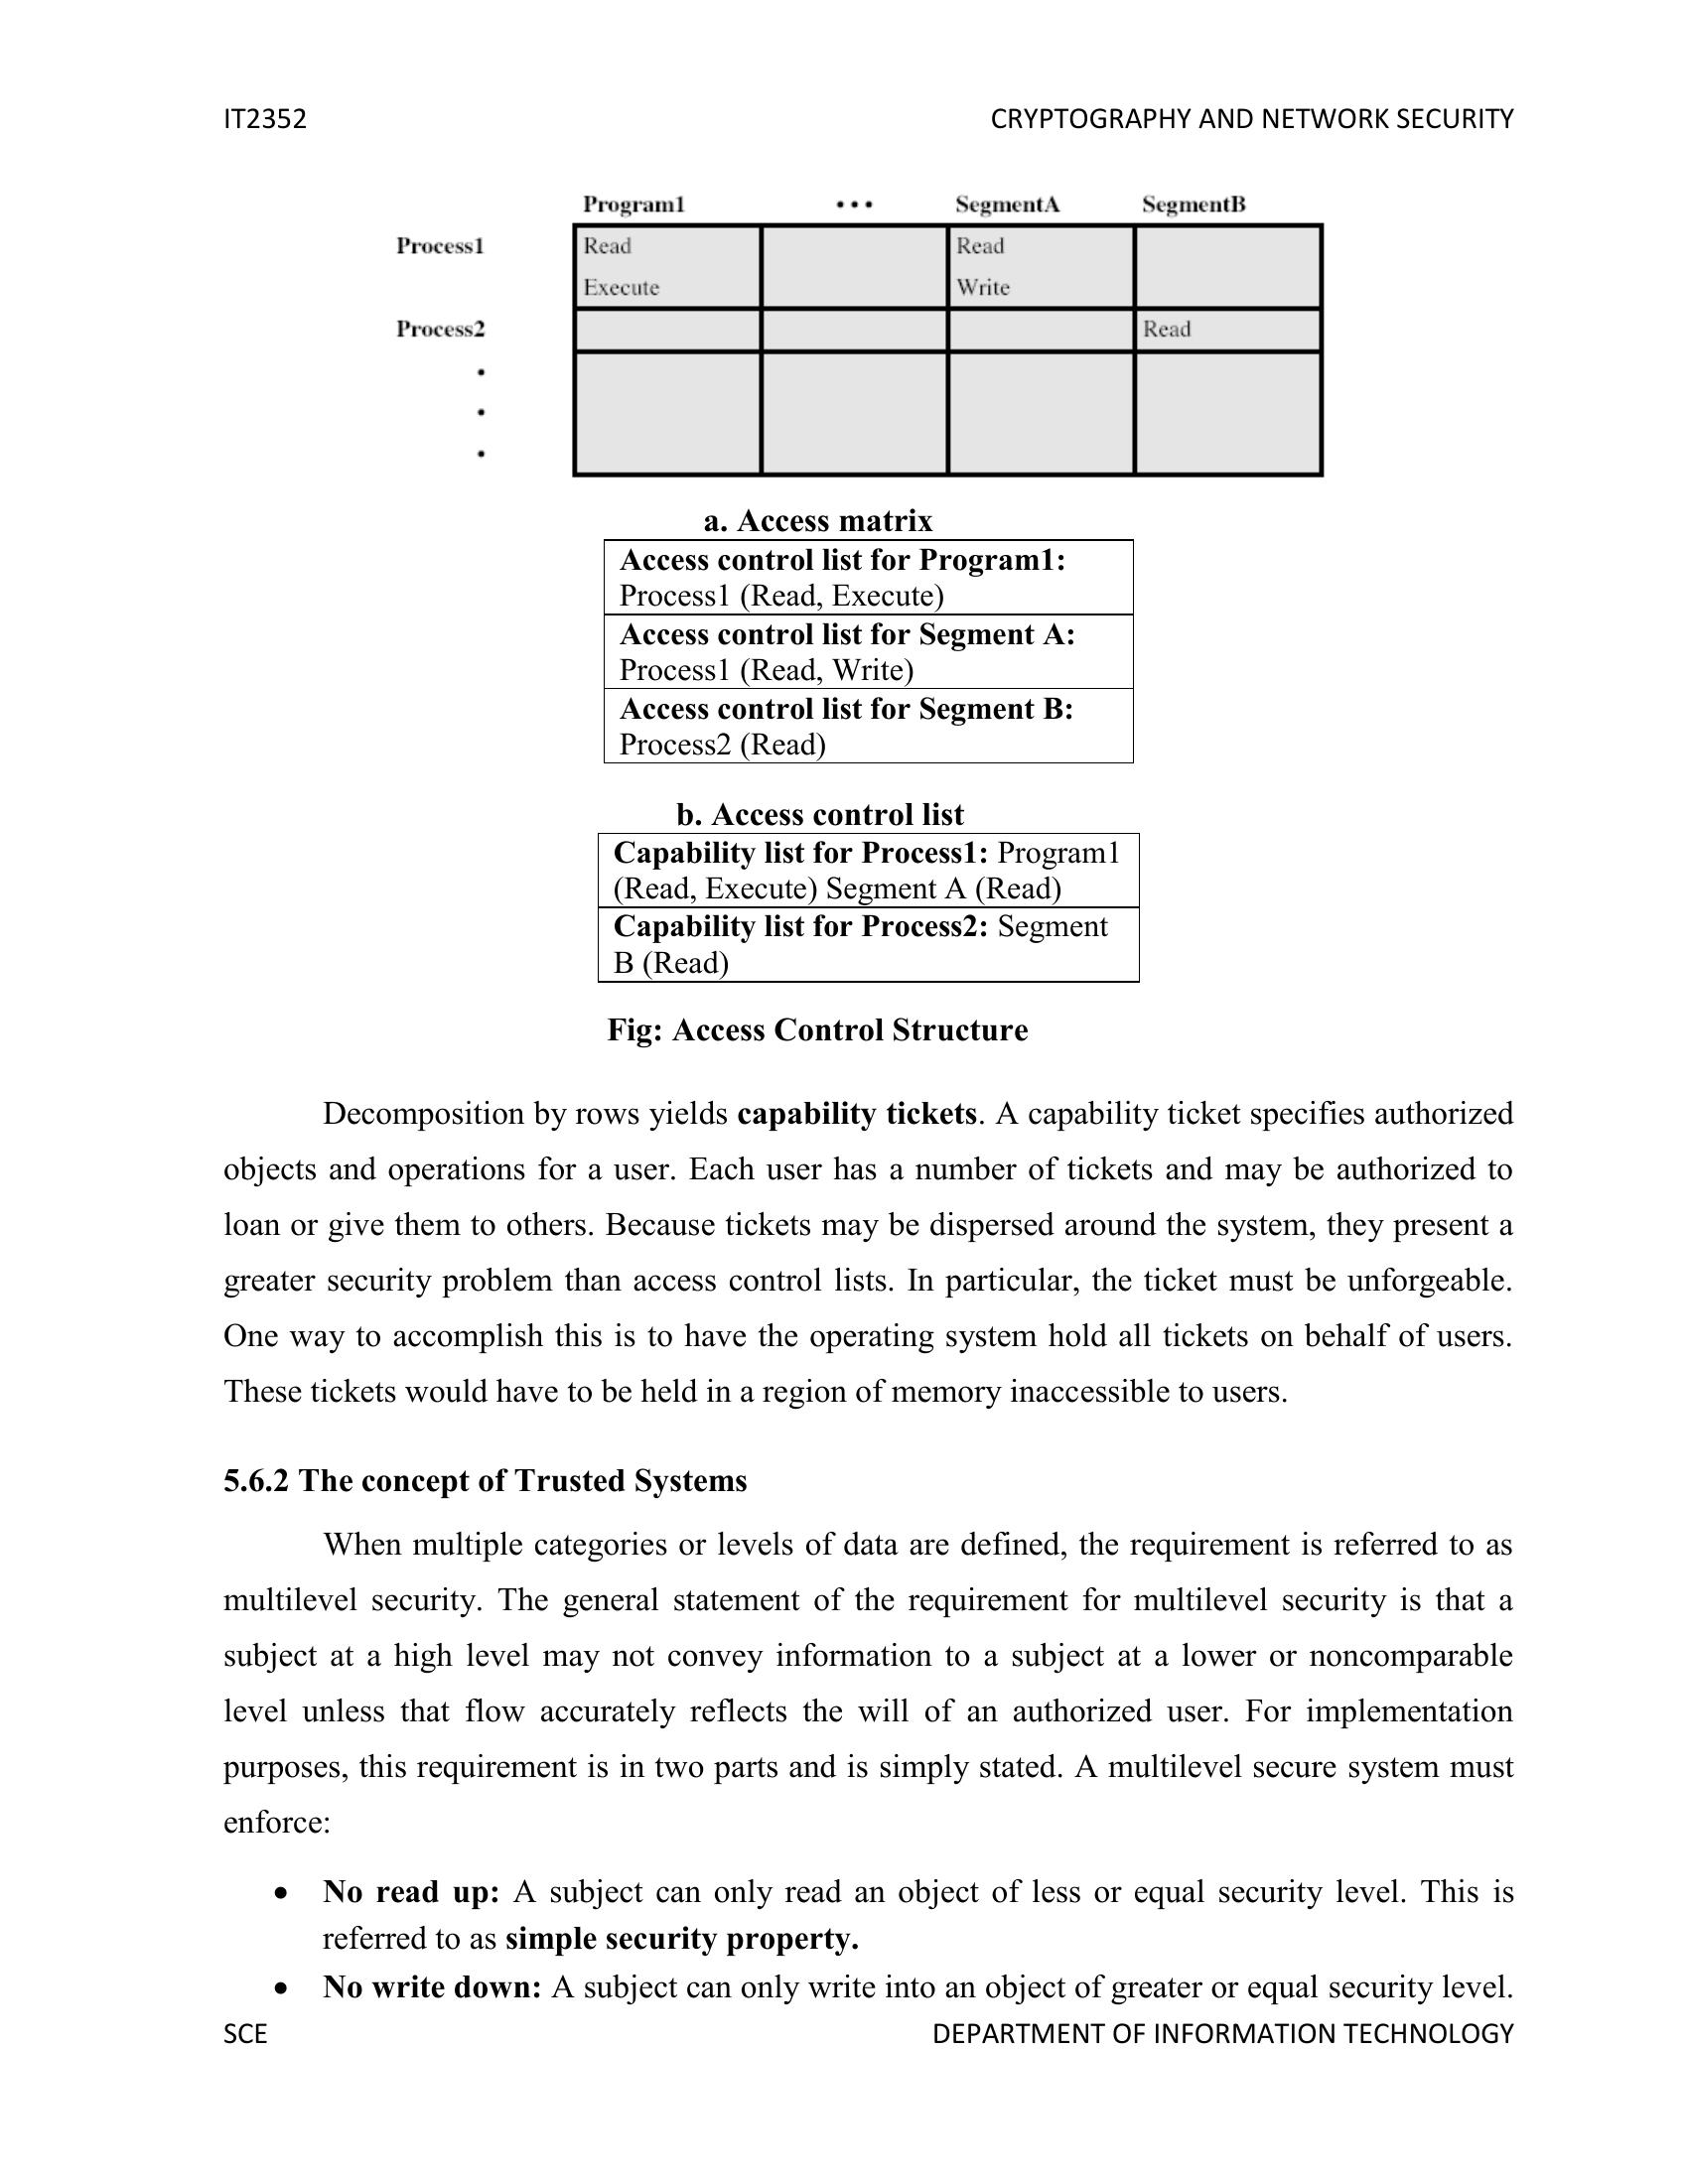 IT2352 CRYPTOGRAPHY AND NETWORK SECURITY
Program1 • • • SegmentA SegmentB
Process1 Read Read
Execute Write
Process2 Read
•
•
•
a. Access matrix
Access control list for Program1:
Process1 (Read, Execute)
Access control list for Segment A:
Process1 (Read, Write)
Access control list for Segment B:
Process2 (Read)
b. Access control list
Capability list for Process1: Program1
(Read, Execute) Segment A (Read)
Capability list for Process2: Segment
B (Read)
Fig: Access Control Structure
Decomposition by rows yields capability tickets. A capability ticket specifies authorized
objects and operations for a user. Each user has a number of tickets and may be authorized to
loan or give them to others. Because tickets may be dispersed around the system, they present a
greater security problem than access control lists. In particular, the ticket must be unforgeable.
One way to accomplish this is to have the operating system hold all tickets on behalf of users.
These tickets would have to be held in a region of memory inaccessible to users.
5.6.2 The concept of Trusted Systems
When multiple categories or levels of data are defined, the requirement is referred to as
multilevel security. The general statement of the requirement for multilevel security is that a
subject at a high level may not convey information to a subject at a lower or noncomparable
level unless that flow accurately reflects the will of an authorized user. For implementation
purposes, this requirement is in two parts and is simply stated. A multilevel secure system must
enforce:
• No read up: A subject can only read an object of less or equal security level. This is
referred to as simple security property.
• No write down: A subject can only write into an object of greater or equal security level.
SCE DEPARTMENT OF INFORMATION TECHNOLOGY